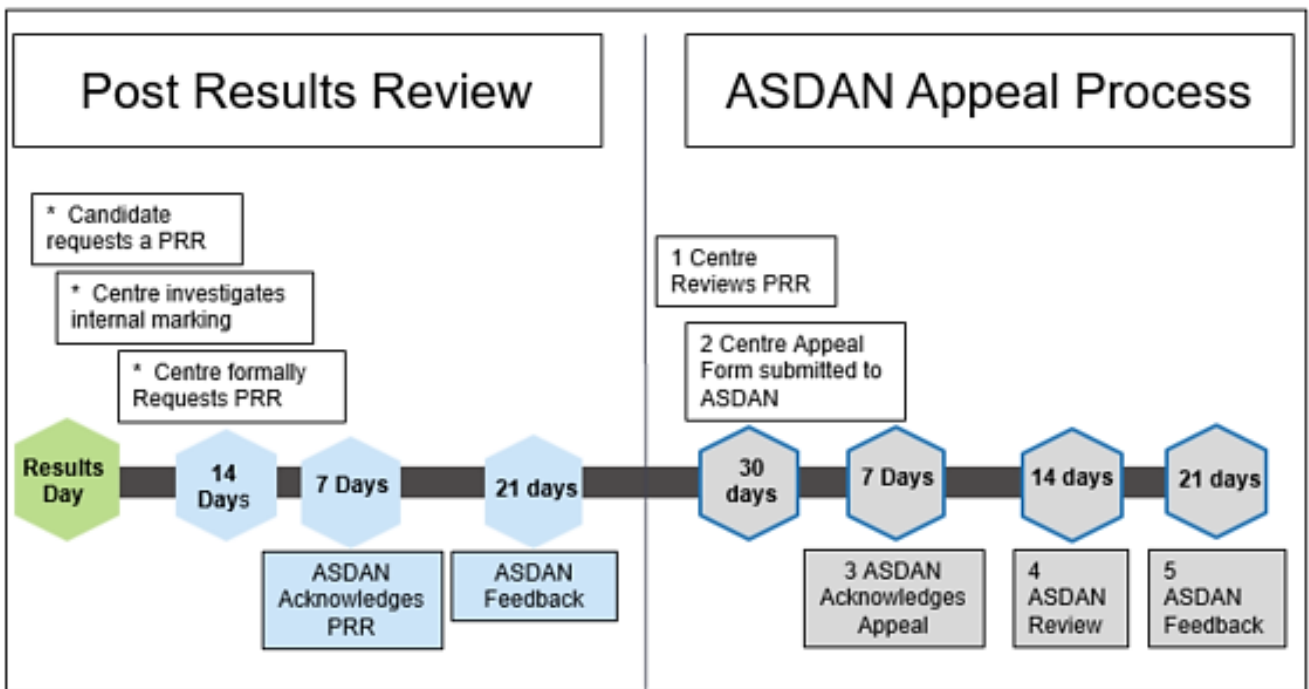 Post Results Review
ASDAN Appeal Process
* Candidate
requests a PRR
* Centre investigates
internal marking
* Centre formally
Requests PRR
1 Centre
Reviews PRR
2 Centre Appeal
Form submitted to
ASDAN
Results
Day
14
Days
7 Days
21 days
30
days
7 Days
14 days
21 days
ASDAN
Acknowledges
PRR
ASDAN
Feedback
3 ASDAN
Acknowledges
Appeal
4
ASDAN
Review
5
ASDAN
Feedback